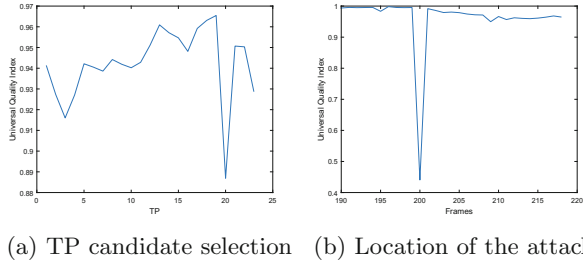 0.97
0.96
0.95
0.94
0.93
0.92
0.91
0.9
0.89
0.88
0 5 10 15 20 25
Universal Quality Index
TP
1
0.9
0.8
0.7
0.6
0.5
0.4
190 195 200 205 210 215 220
Universal Quality Index
Frames
(a) TP candidate selection (b) Location of the attack